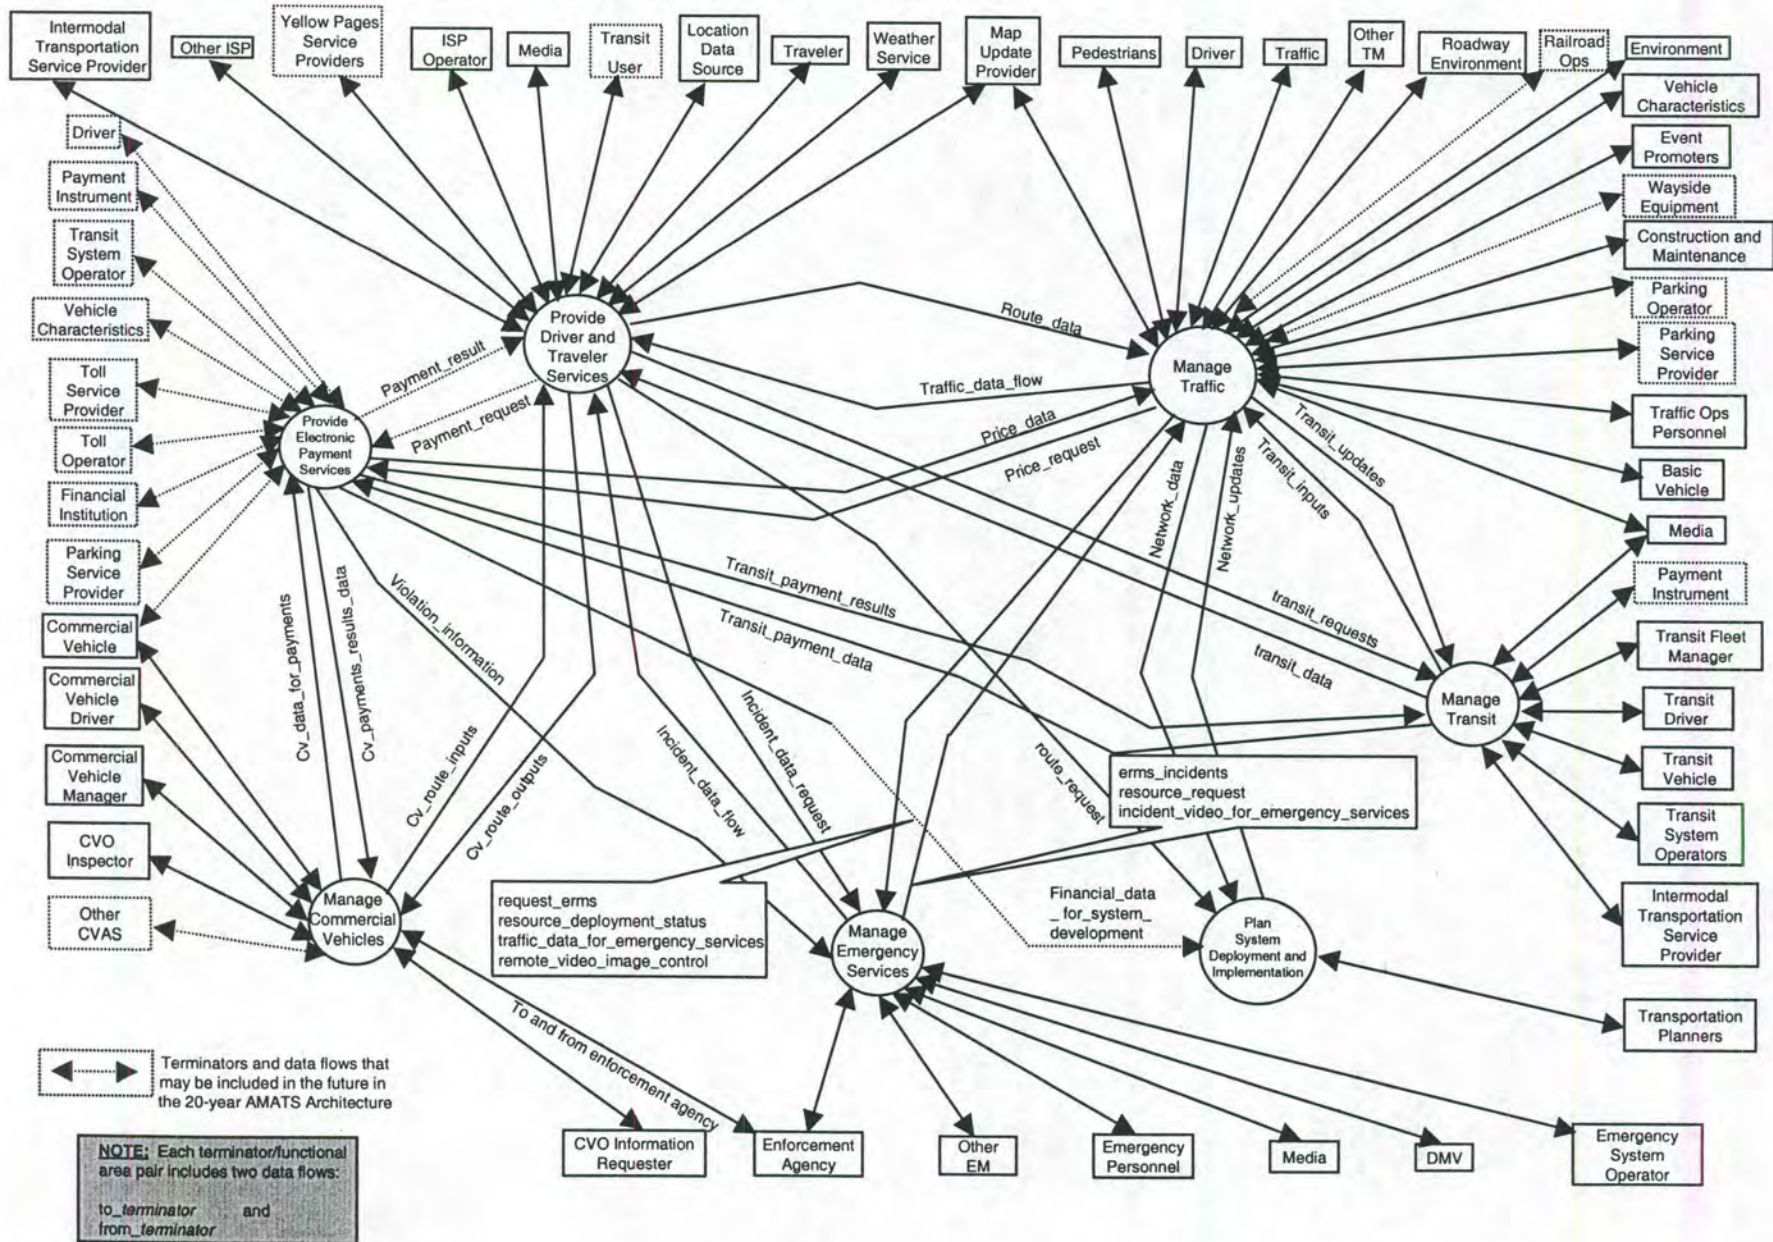 Intermodal
Transportation
Service Provider
Other ISP
Yellow Pages
Service
Providers
ISP
Operator
Media
Transit
User
Location
Data
Source
Traveler
Weather
Service
Map
Update
Provider
Pedestrians
Driver
Traffic
Other
TM
Roadway
Environment
Railroad
Ops
Environment
Vehicle
Characteristics
Event
Promoters
Wayside
Equipment
Construction and
Maintenance
Parking
Operator
Parking
Service
Provider
Traffic Ops
Personnel
Basic
Vehicle
Media
Payment
Instrument
Transit Fleet
Manager
Transit
Driver
Transit
Vehicle
Transit
System
Operators
Intermodal
Transportation
Service
Provider
Transportation
Planners
Driver
Payment
Instrument
Transit
System
Operator
Vehicle
Characteristics
Toll
Service
Provider
Toll
Operator
Financial
Institution
Parking
Service
Provider
Commercial
Vehicle
Commercial
Vehicle
Driver
Commercial
Vehicle
Manager
CVO
Inspector
Other
CVAS
Provide
Driver and
Traveler
Services
Manage
Traffic
Provide
Electronic
Payment
Services
Manage
Transit
Manage
Commercial
Vehicles
Manage
Emergency
Services
Plan
System
Deployment and
Implementation
Payment_result
Payment_request
Route_data
Traffic_data_flow
Price_data
Price_request
Transit_updates
Transit_inputs
Network_data
Network_updates
transit_requests
transit_data
Transit_payment_results
Transit_payment_data
Violation_information
Cv_data_for_payments
Cv_payments_results_data
Cv_route_inputs
Cv_route_outputs
Incident_data_flow
Incident_data_request
route_request
erms_incidents
resource_request
incident_video_for_emergency_services
request_erms
resource_deployment_status
traffic_data_for_emergency_services
remote_video_image_control
Financial_data
_for_system_
development
To and from enforcement agency
CVO Information
Requester
Enforcement
Agency
Other
EM
Emergency
Personnel
Media
DMV
Emergency
System
Operator
Terminators and data flows that
may be included in the future in
the 20-year AMATS Architecture
NOTE: Each terminator/functional
area pair includes two data flows:
to_terminator and
from_terminator